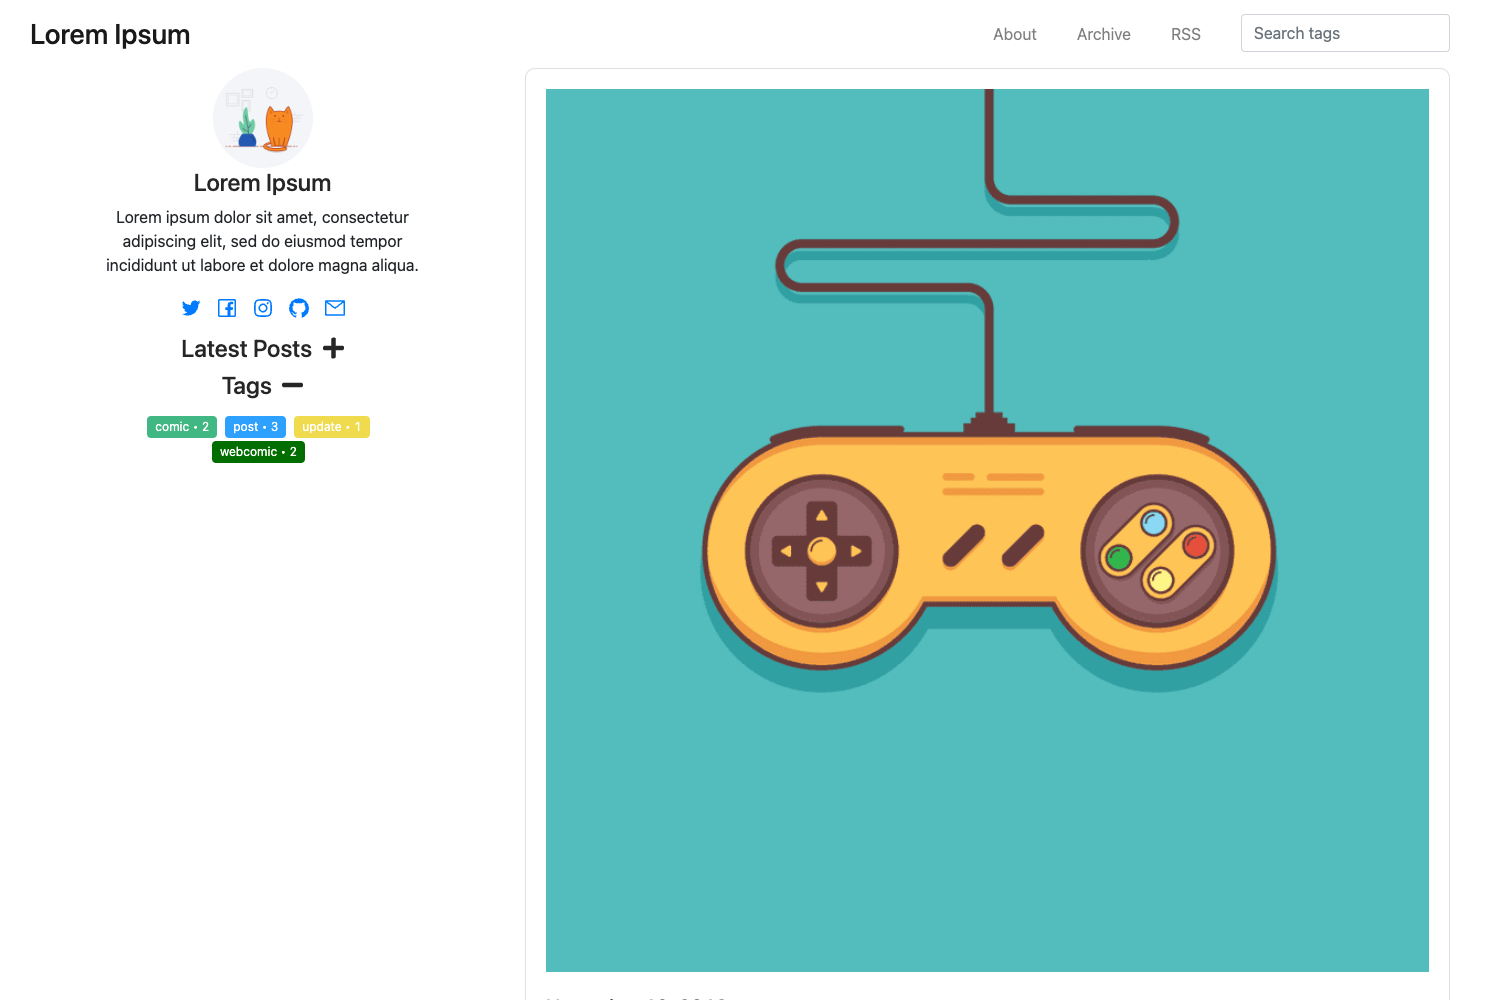 Lorem Ipsum
About
Archive
RSS
Search tags
Lorem Ipsum
Lorem ipsum dolor sit amet, consectetur
adipiscing elit, sed do eiusmod tempor
incididunt ut labore et dolore magna aliqua.
Latest Posts
Tags
comic • 2
post • 3
update • 1
webcomic • 2